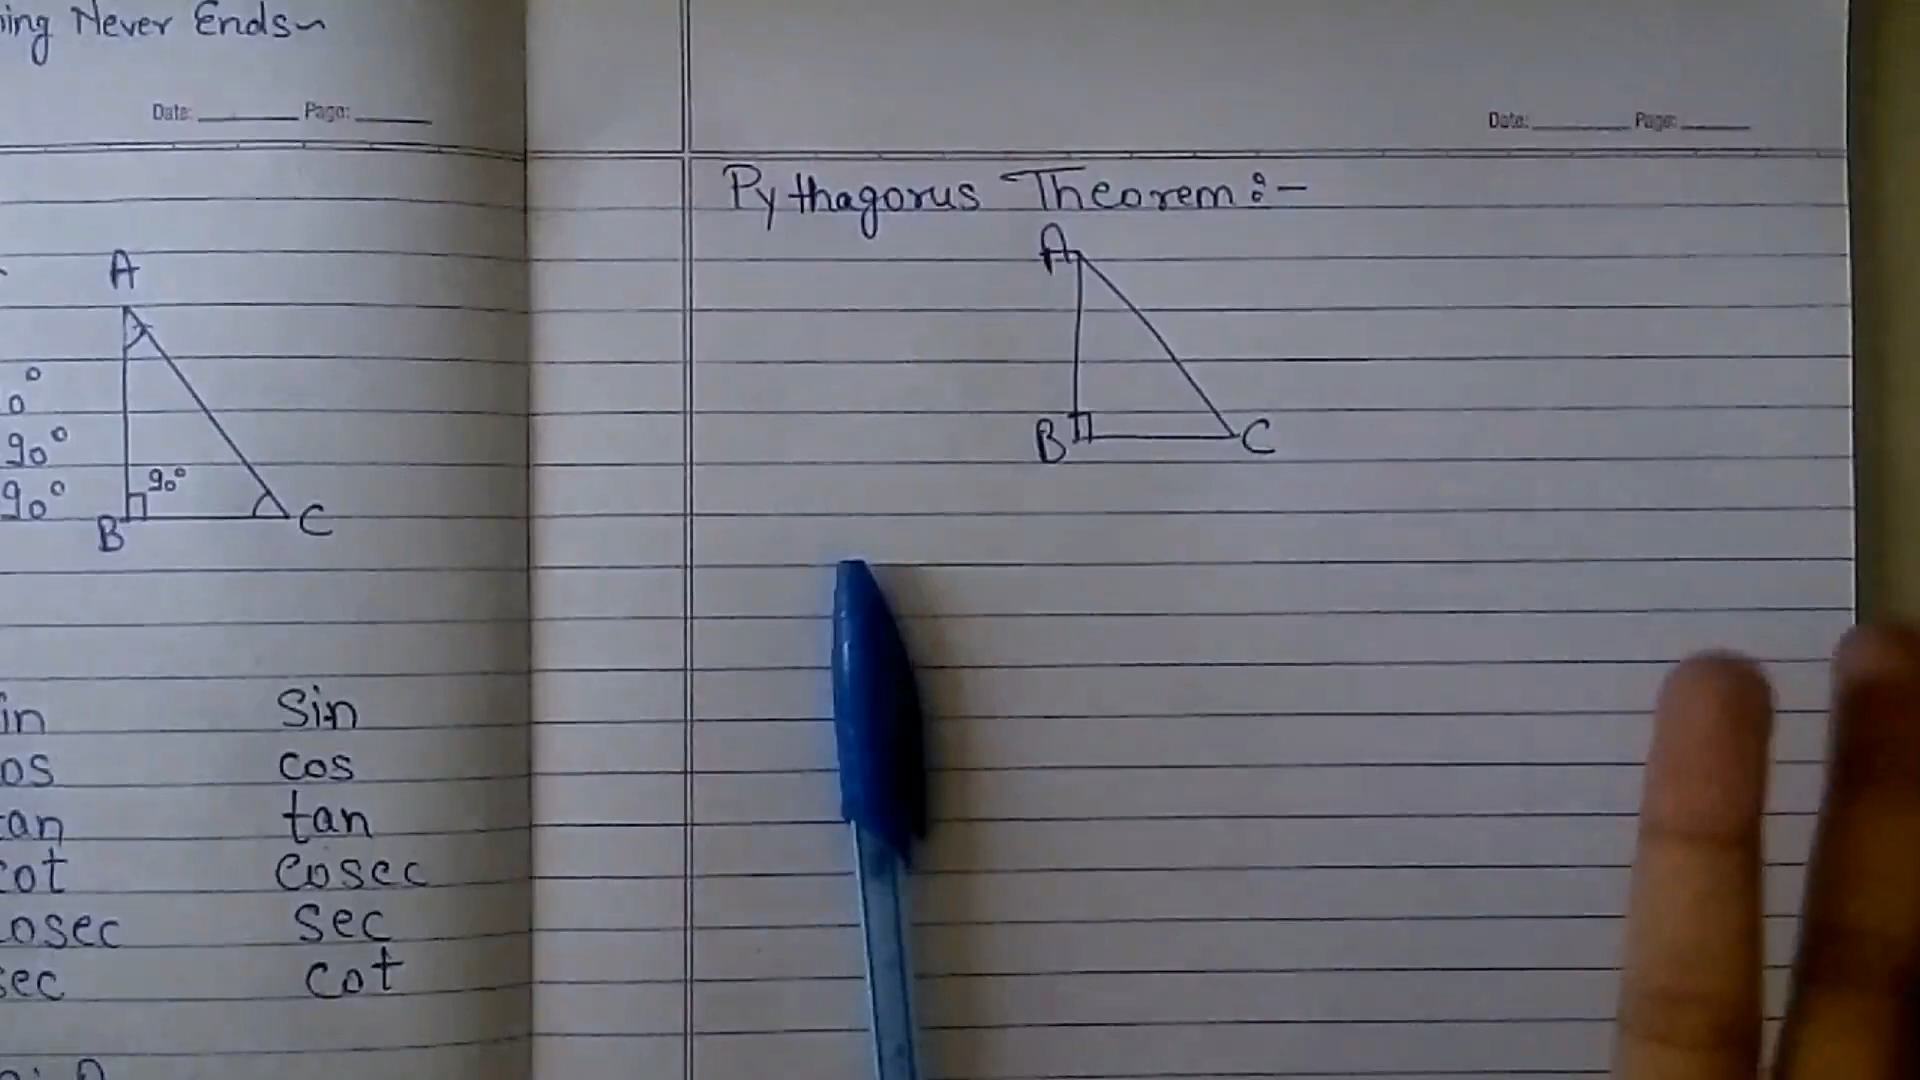 Never Ends
Date: Page:
A
90°
90°
90°
B C
Sin
cos
tan
cosec
sec
cot
Date: Page:
Pythagorus Theorem :-
A
B C